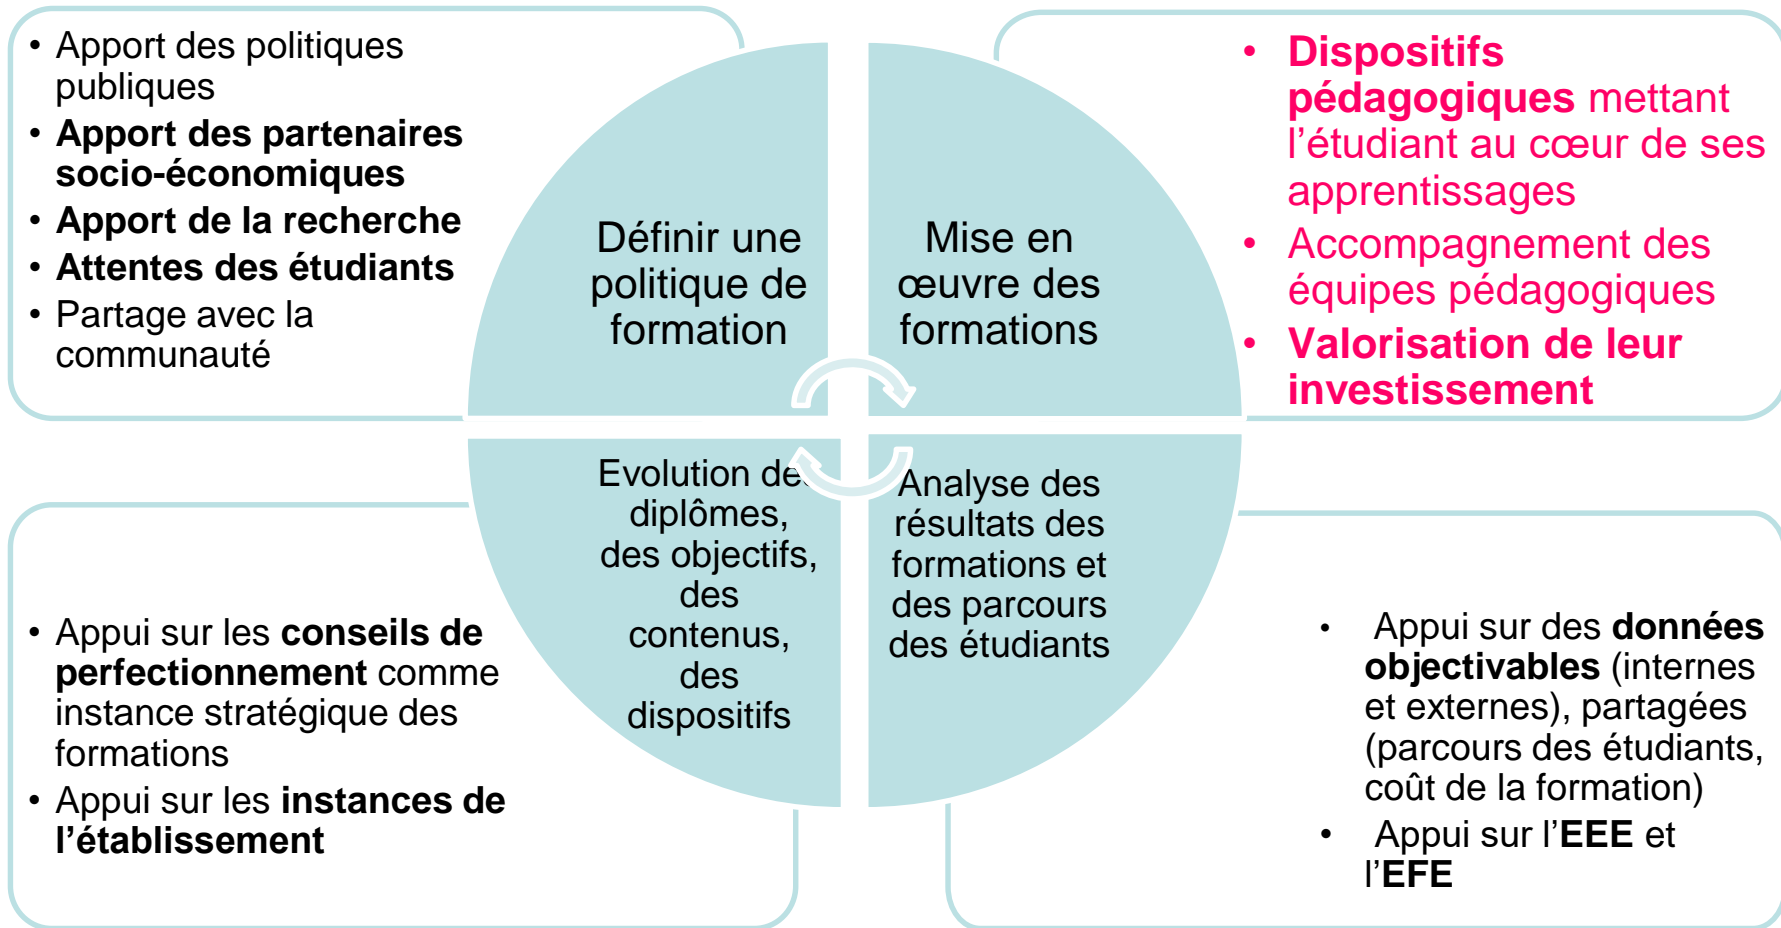 • Apport des politiques
publiques
• Apport des partenaires
socio-économiques
• Apport de la recherche
• Attentes des étudiants
• Partage avec la
communauté
Définir une
politique de
formation
Mise en
œuvre des
formations
• Dispositifs
pédagogiques mettant
l’étudiant au cœur de ses
apprentissages
• Accompagnement des
équipes pédagogiques
• Valorisation de leur
investissement
• Appui sur les conseils de
perfectionnement comme
instance stratégique des
formations
• Appui sur les instances de
l’établissement
Evolution de
diplômes,
des objectifs,
des
contenus,
des
dispositifs
Analyse des
résultats des
formations et
des parcours
des étudiants
• Appui sur des données
objectivables (internes
et externes), partagées
(parcours des étudiants,
coût de la formation)
• Appui sur l’EEE et
l’EFE